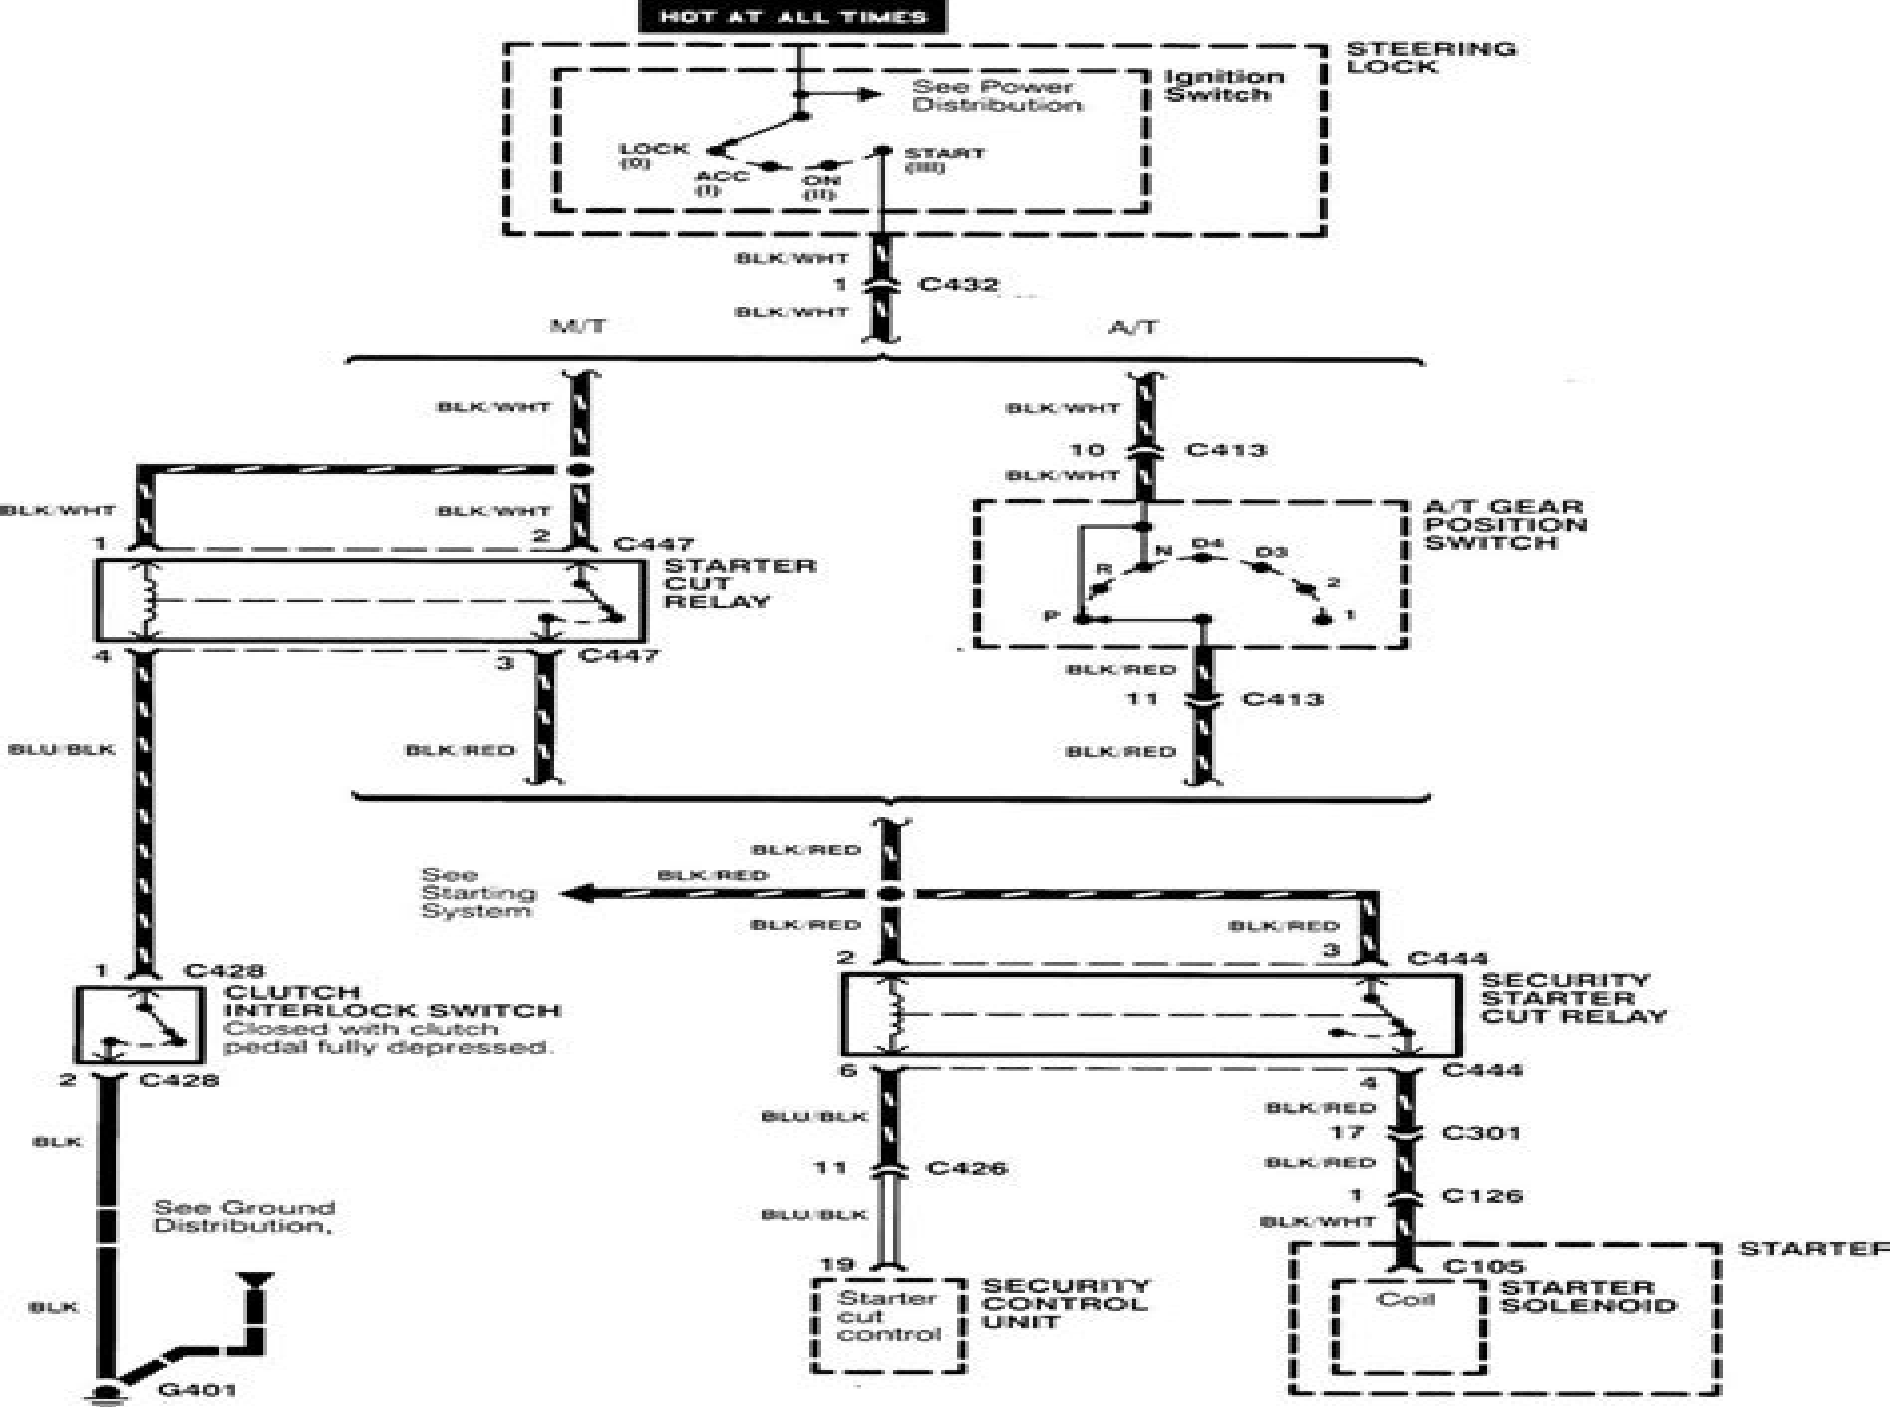 HOT AT ALL TIMES
STEERING
LOCK
Ignition
Switch
See Power
Distribution
LOCK
(0)
ACC
(I)
ON
(II)
START
(III)
BLK/WHT
1
C432
BLK/WHT
M/T
A/T
BLK/WHT
BLK/WHT
10
C413
BLK/WHT
BLK/WHT
BLK/WHT
1
2
C447
STARTER
CUT
RELAY
A/T GEAR
POSITION
SWITCH
P
R
N
D4
D3
2
1
4
3
C447
BLK/RED
11
C413
BLU/BLK
BLK/RED
BLK/RED
BLK/RED
See
Starting
System
BLK/RED
BLK/RED
BLK/RED
2
3
C444
SECURITY
STARTER
CUT RELAY
1
C428
CLUTCH
INTERLOCK SWITCH
Closed with clutch
pedal fully depressed.
2
C428
6
4
C444
BLK
BLU/BLK
BLK/RED
17
C301
11
C426
BLK/RED
1
C126
See Ground
Distribution,
BLU/BLK
BLK/WHT
19
C105
STARTER
BLK
SECURITY
CONTROL
UNIT
Starter
cut
control
Coil
STARTER
SOLENOID
G401